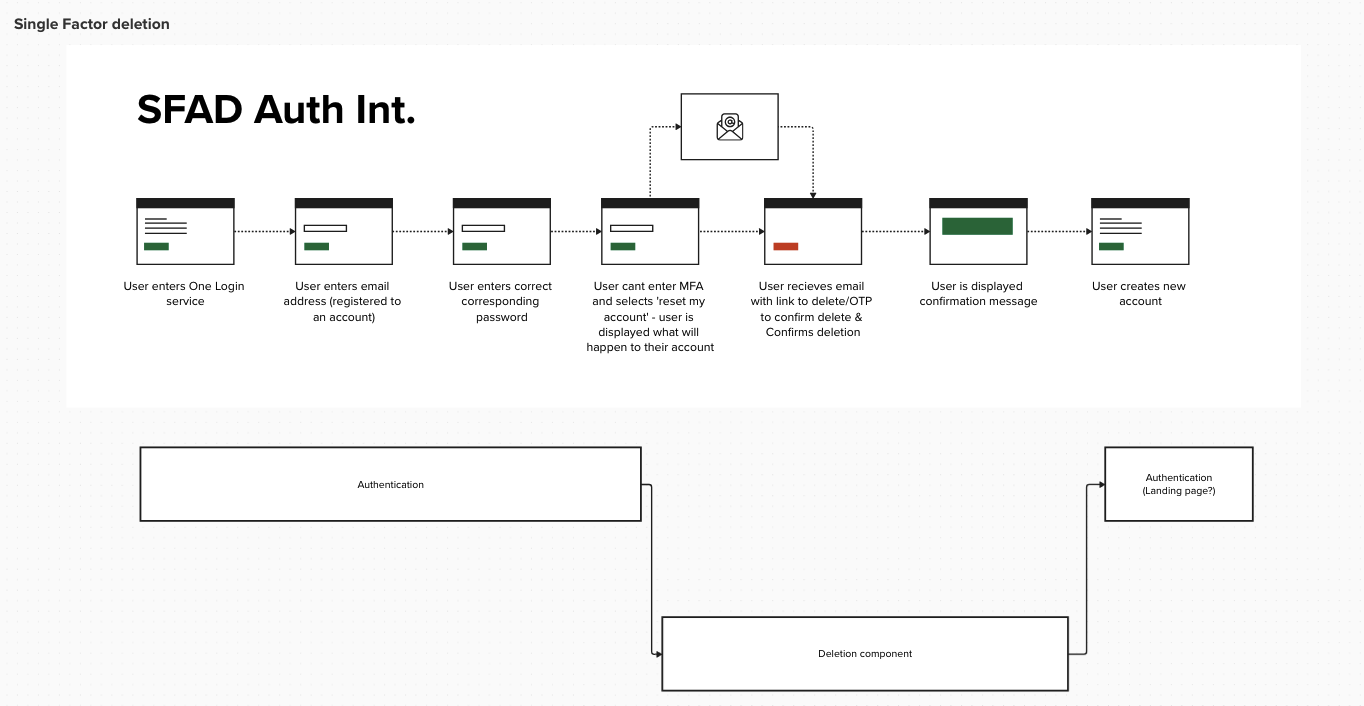 Single Factor deletion
SFAD Auth Int.
User enters One Login
service
User enters email
address (registered to
an account)
User enters correct
corresponding
password
User cant enter MFA
and selects 'reset my
account' - user is
displayed what will
happen to their account
User recieves email
with link to delete/OTP
to confirm delete &
Confirms deletion
User is displayed
confirmation message
User creates new
account
Authentication
Authentication
(Landing page?)
Deletion component